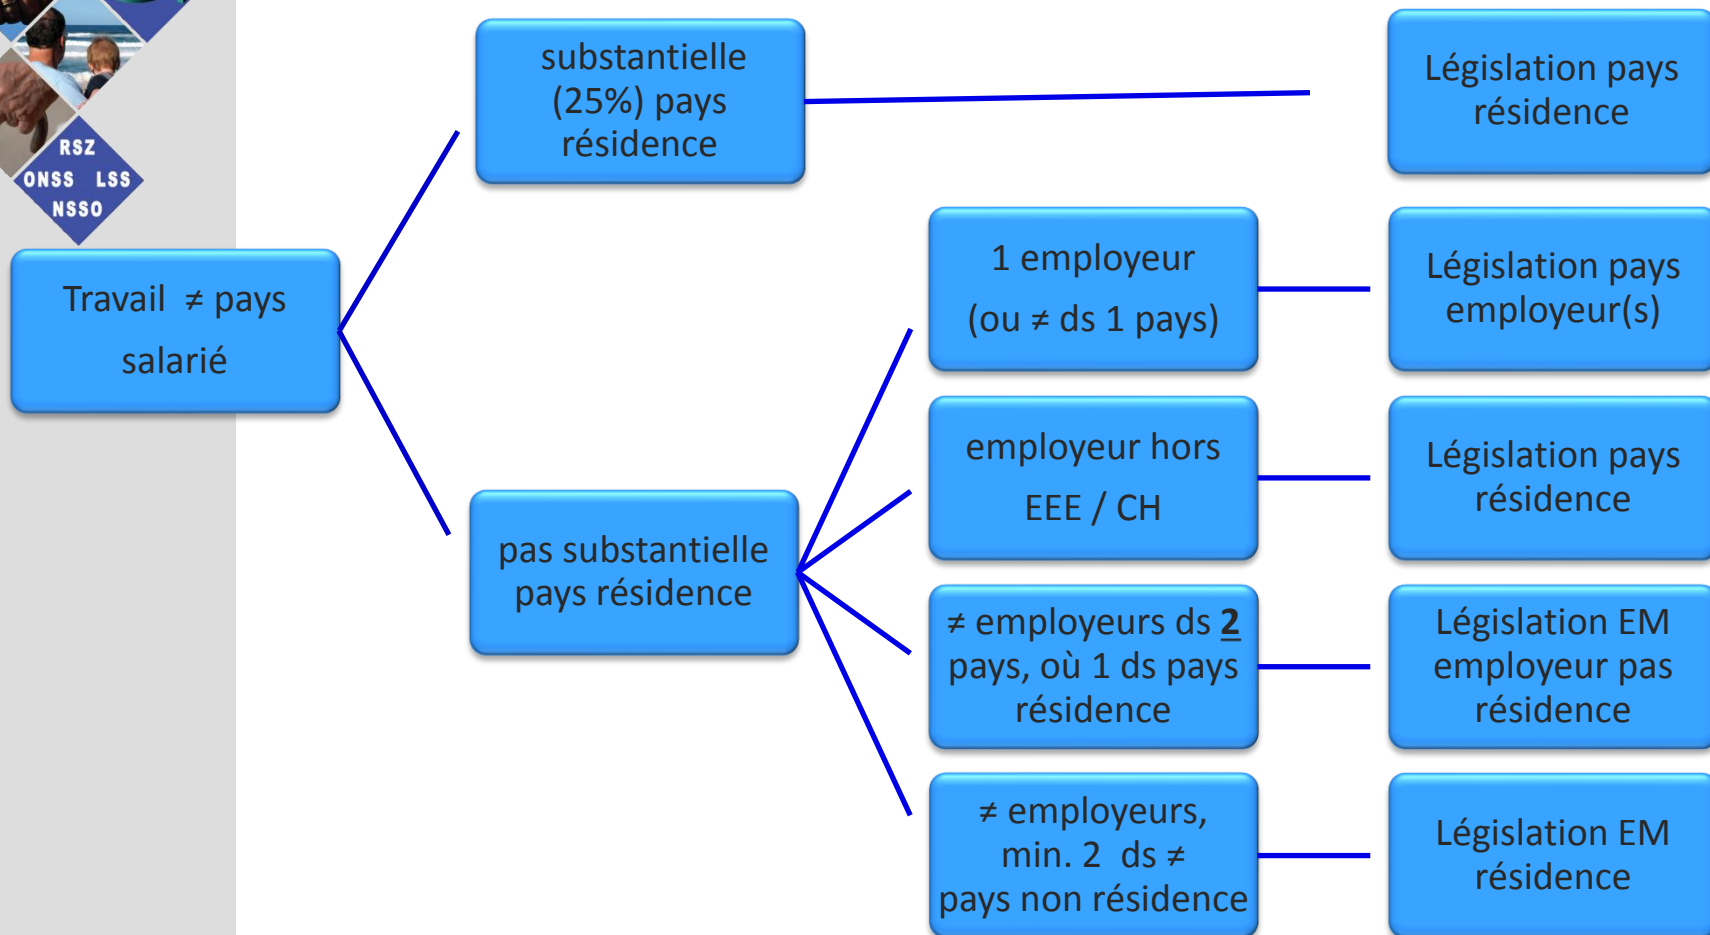 RSZ
ONSS LSS
NSSO
Travail ≠ pays
salarié
substantielle
(25%) pays
résidence
Législation pays
résidence
pas substantielle
pays résidence
1 employeur
(ou ≠ ds 1 pays)
Législation pays
employeur(s)
employeur hors
EEE / CH
Législation pays
résidence
≠ employeurs ds 2
pays, où 1 ds pays
résidence
Législation EM
employeur pas
résidence
≠ employeurs,
min. 2 ds ≠
pays non résidence
Législation EM
résidence